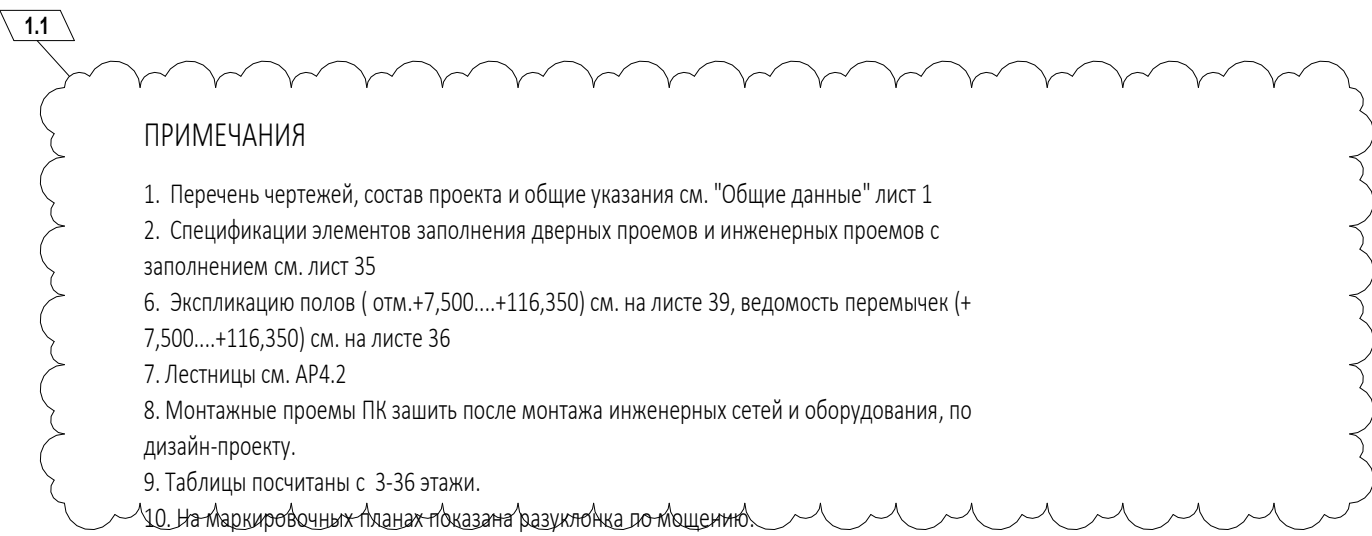 1.1
ПРИМЕЧАНИЯ
1. Перечень чертежей, состав проекта и общие указания см. "Общие данные" лист 1
2. Спецификации элементов заполнения дверных проемов и инженерных проемов с
заполнением см. лист 35
6. Экспликацию полов ( отм.+7,500....+116,350) см. на листе 39, ведомость перемычек (+
7,500....+116,350) см. на листе 36
7. Лестницы см. АР4.2
8. Монтажные проемы ПК зашить после монтажа инженерных сетей и оборудования, по
дизайн-проекту.
9. Таблицы посчитаны с 3-36 этажи.
10. На маркировочных планах показана разуклонка по мощению.